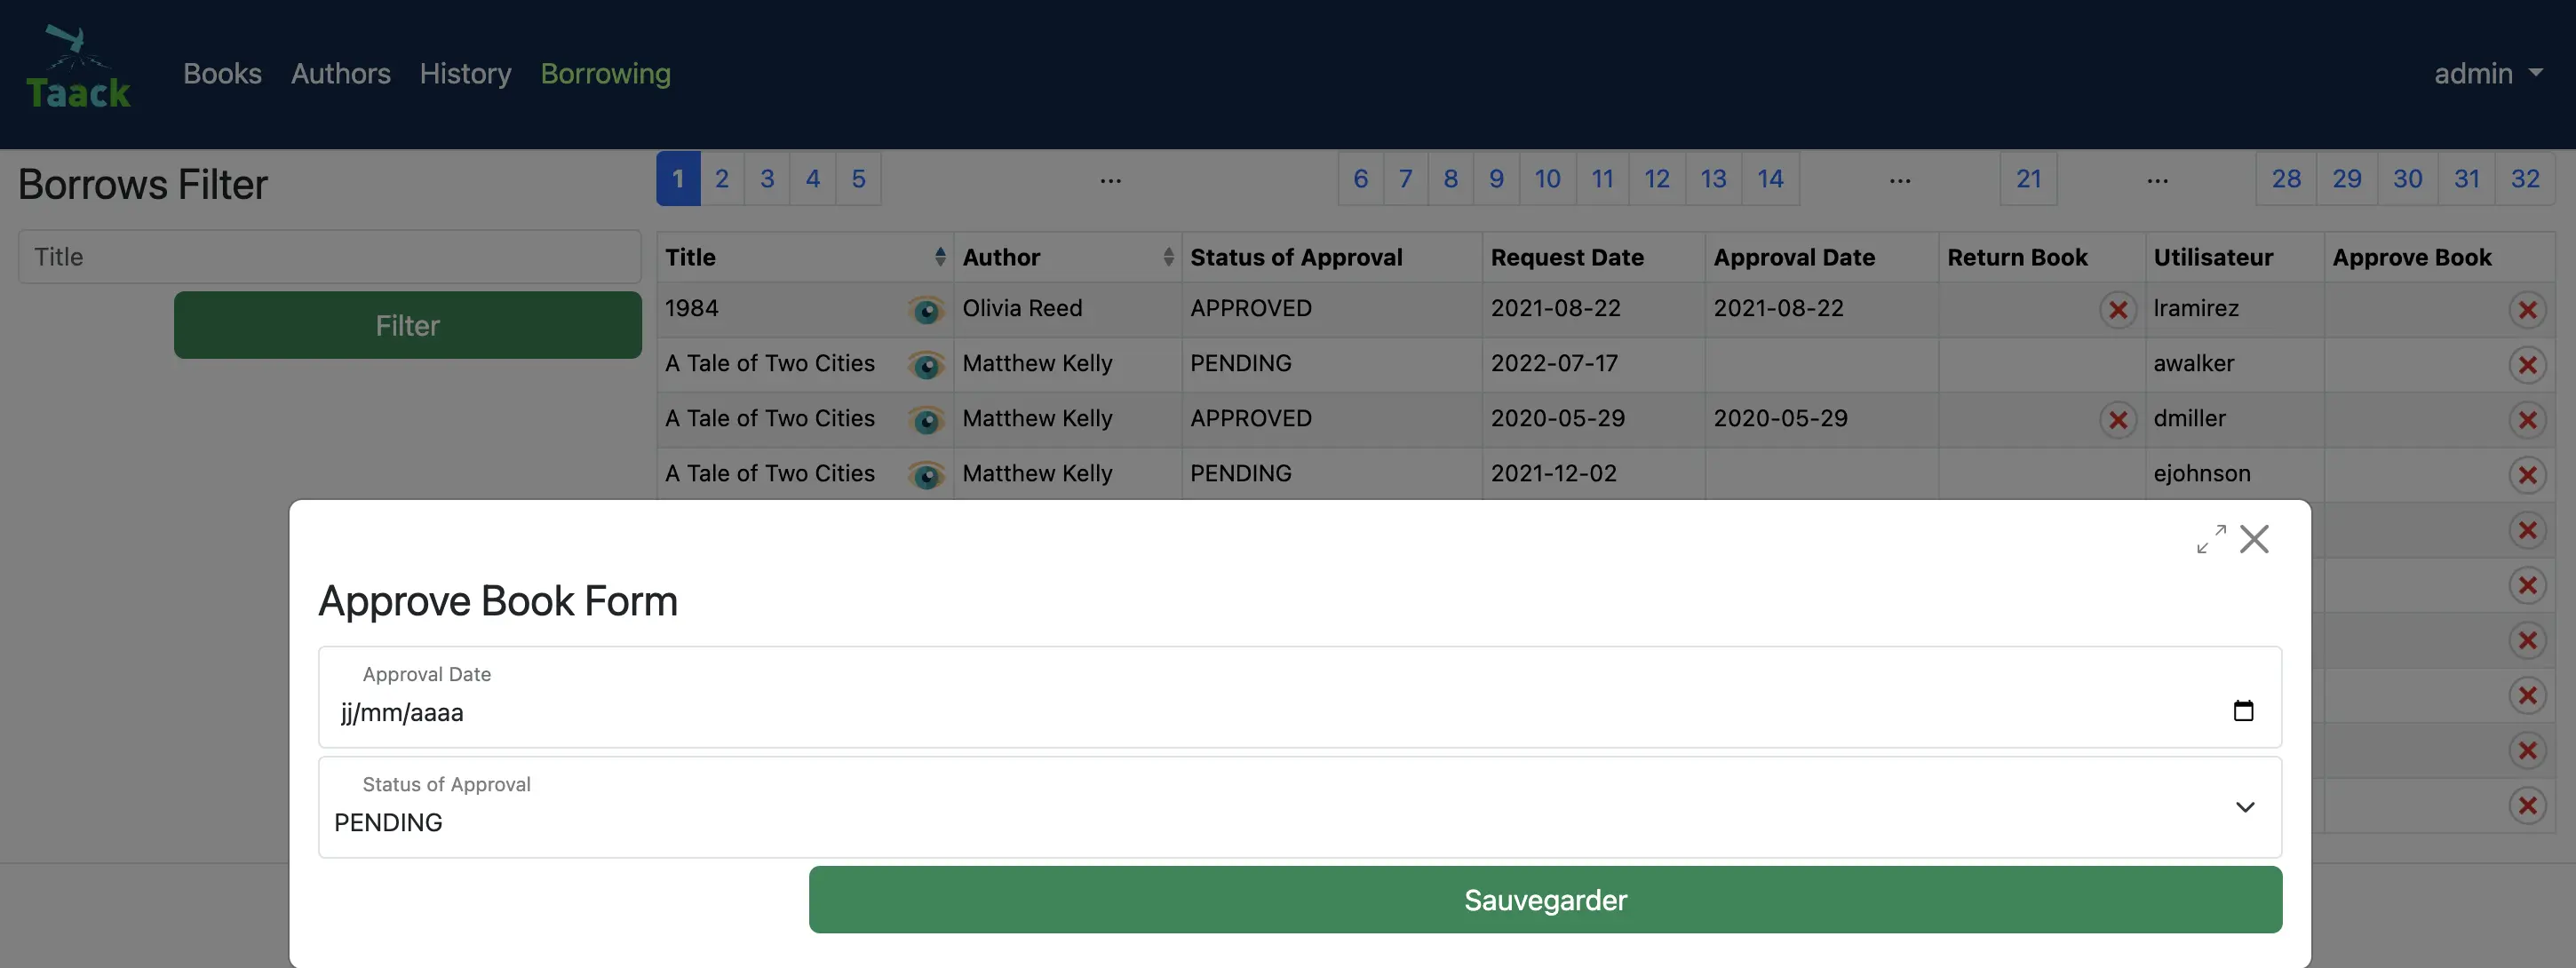 Taack
Books Authors History Borrowing
admin
Borrows Filter
Title
Filter
1 2 3 4 5 ... 6 7 8 9 10 11 12 13 14 ... 21 ... 28 29 30 31 32
Title Author Status of Approval Request Date Approval Date Return Book Utilisateur Approve Book
1984 Olivia Reed APPROVED 2021-08-22 2021-08-22 lramirez
A Tale of Two Cities Matthew Kelly PENDING 2022-07-17 awalker
A Tale of Two Cities Matthew Kelly APPROVED 2020-05-29 2020-05-29 dmiller
A Tale of Two Cities Matthew Kelly PENDING 2021-12-02 ejohnson
Approve Book Form
Approval Date
jj/mm/aaaa
Status of Approval
PENDING
Sauvegarder